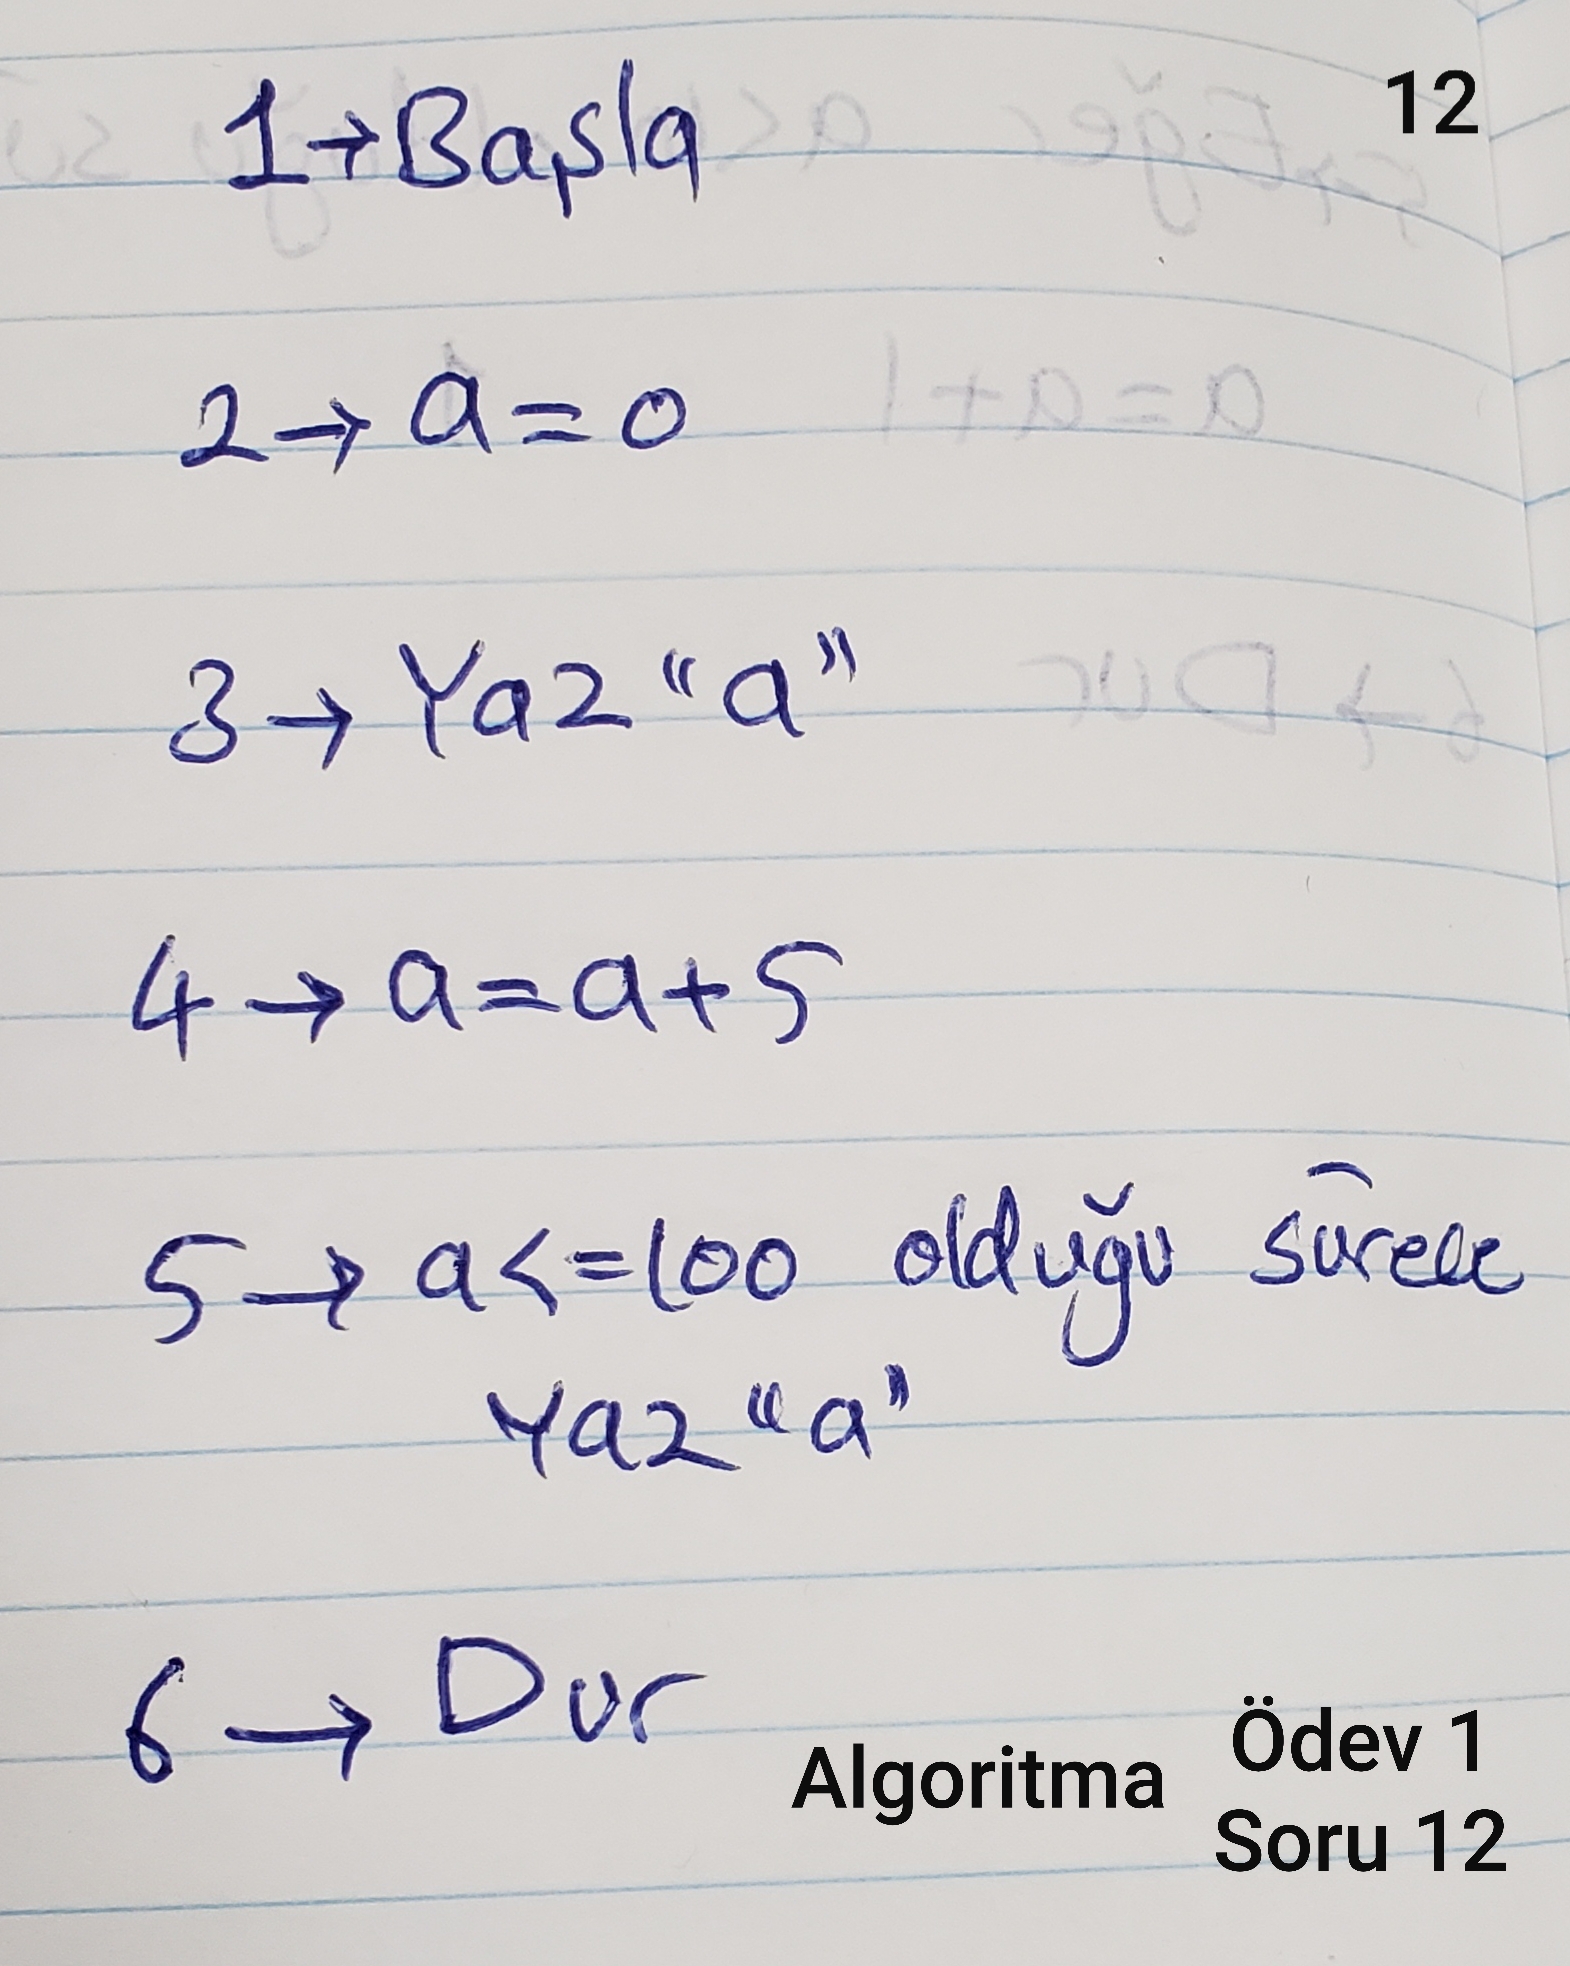 12
1→Başla
2→ a=0
3→ Yaz "a"
4→ a=a+5
5→ a<=100 olduğu sürece
Yaz "a"
6→ Dur
Algoritma
Ödev 1
Soru 12